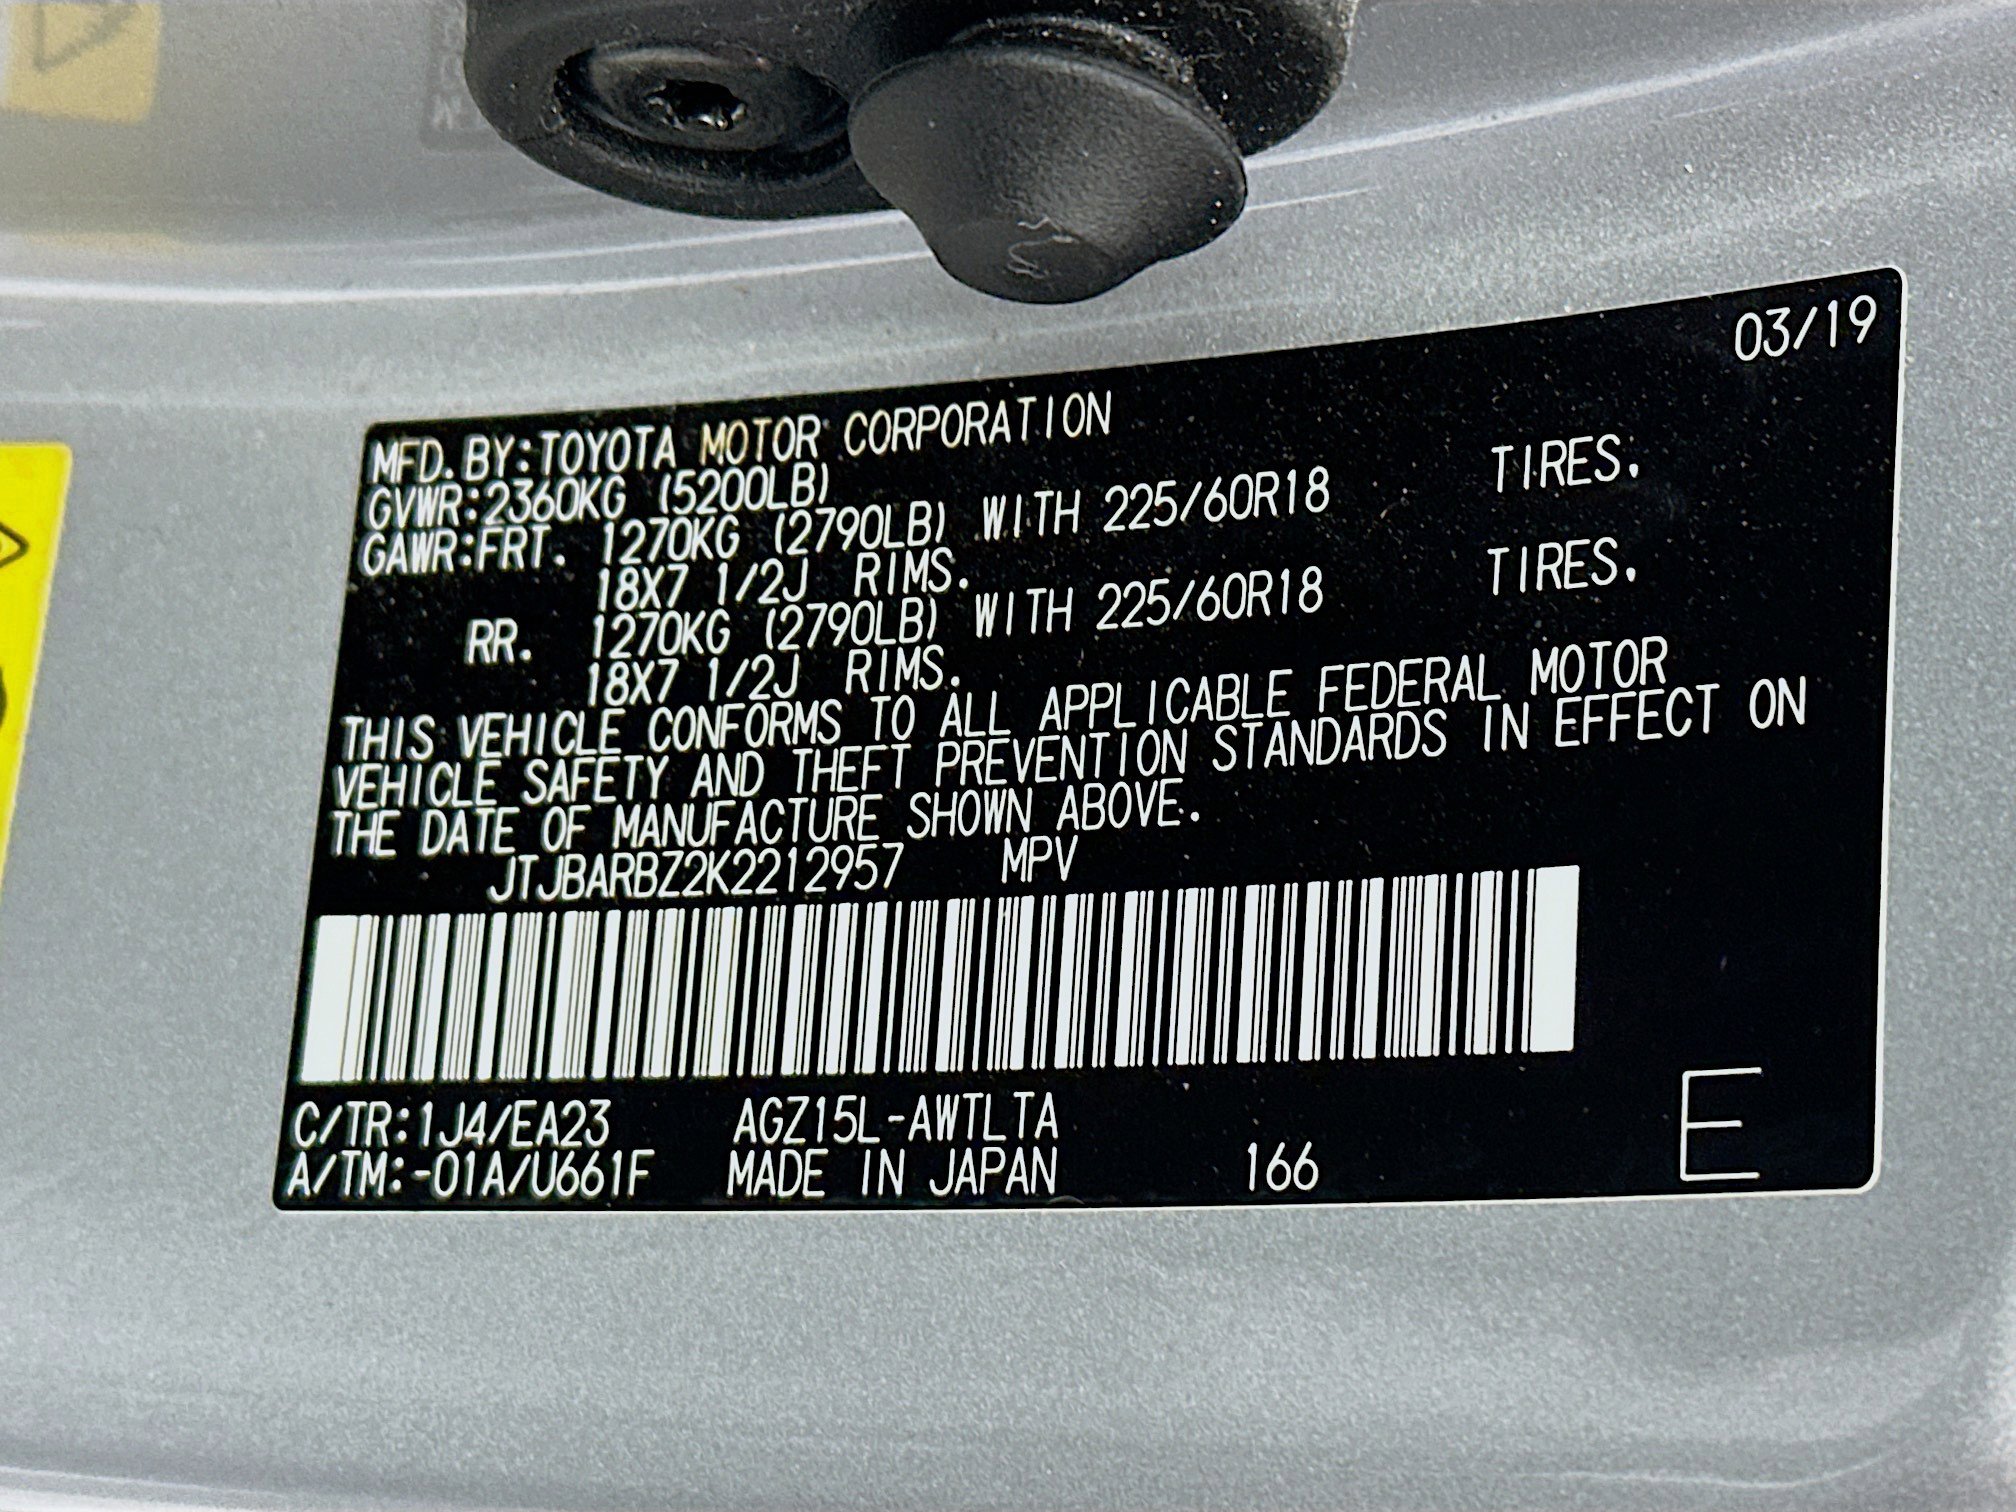 03/19
MFD. BY:TOYOTA MOTOR CORPORATION
GVWR:2360KG (5200LB)
GAWR:FRT. 1270KG (2790LB) WITH 225/60R18 TIRES.
18X7 1/2J RIMS.
RR. 1270KG (2790LB) WITH 225/60R18 TIRES.
18X7 1/2J RIMS.
THIS VEHICLE CONFORMS TO ALL APPLICABLE FEDERAL MOTOR
VEHICLE SAFETY AND THEFT PREVENTION STANDARDS IN EFFECT ON
THE DATE OF MANUFACTURE SHOWN ABOVE.
JTJBARBZ2K2212957 MPV
C/TR:1J4/EA23 AGZ15L-AWTLTA
A/TM:-01A/U661F MADE IN JAPAN 166 E